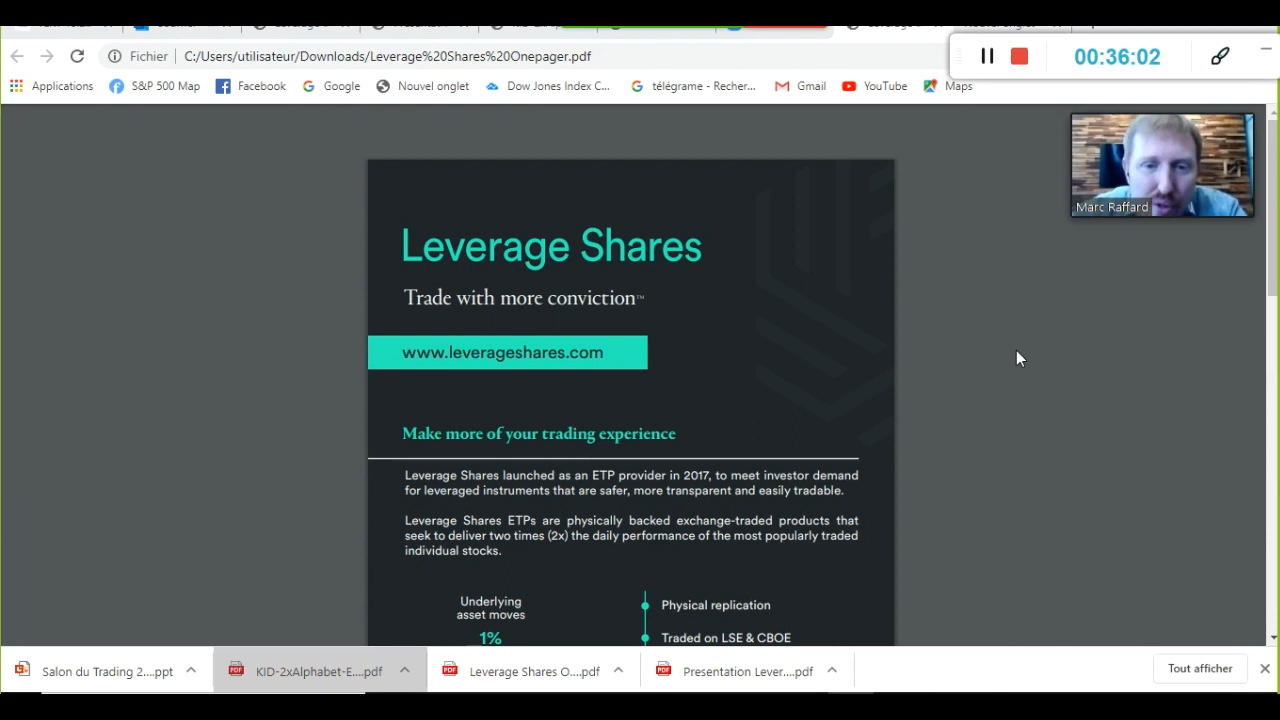 Fichier
C:/Users/utilisateur/Downloads/Leverage%20Shares%20Onepager.pdf
00:36:02
Applications
S&P 500 Map
Facebook
Google
Nouvel onglet
Dow Jones Index C...
télégrame - Recher...
Gmail
YouTube
Maps
Marc Raffard
Leverage Shares
Trade with more conviction™
www.leverageshares.com
Make more of your trading experience
Leverage Shares launched as an ETP provider in 2017, to meet investor demand
for leveraged instruments that are safer, more transparent and easily tradable.
Leverage Shares ETPs are physically backed exchange-traded products that
seek to deliver two times (2x) the daily performance of the most popularly traded
individual stocks.
Underlying
asset moves
1%
Physical replication
Traded on LSE & CBOE
Salon du Trading 2....ppt
KID-2xAlphabet-E....pdf
Leverage Shares O....pdf
Presentation Lever....pdf
Tout afficher